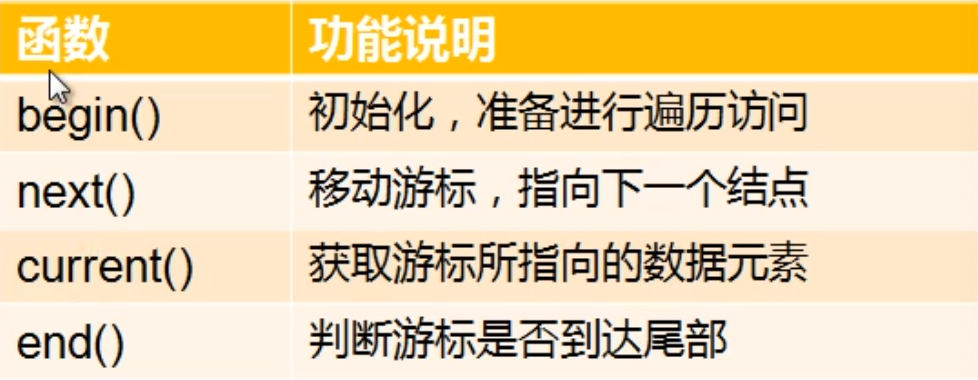 函数 功能说明
begin() 初始化，准备进行遍历访问
next() 移动游标，指向下一个结点
current() 获取游标所指向的数据元素
end() 判断游标是否到达尾部